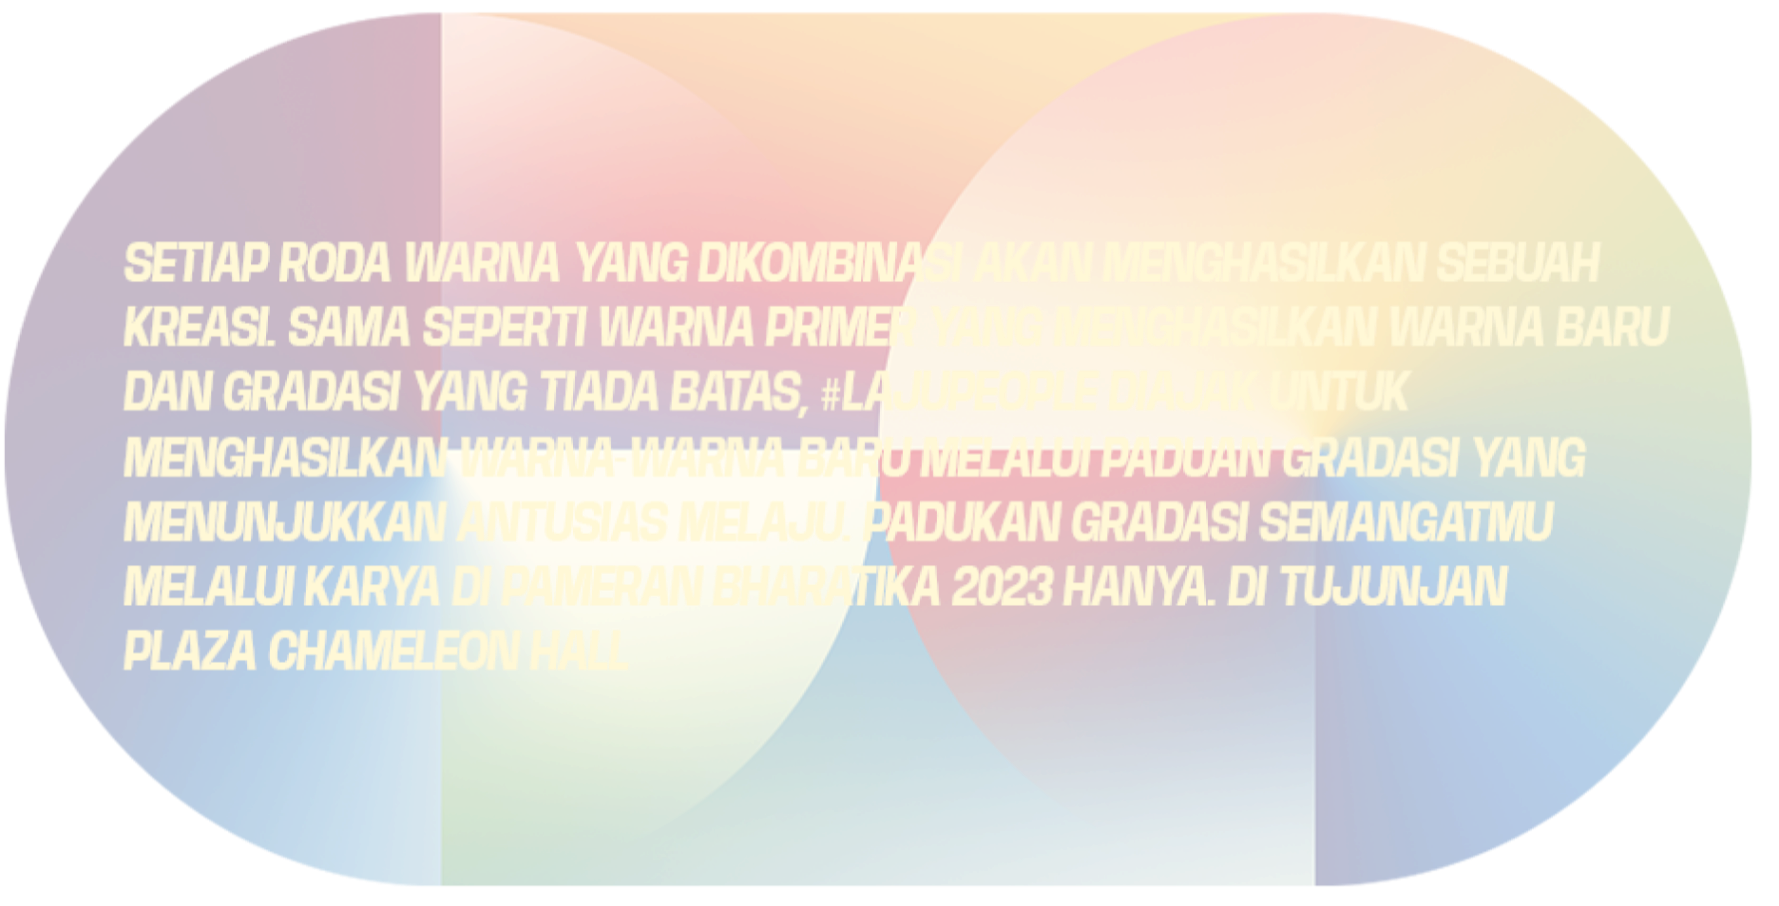 SETIAP RODA WARNA YANG DIKOMBINASI AKAN MENGHASILKAN SEBUAH
KREASI. SAMA SEPERTI WARNA PRIMER YANG MENGHASILKAN WARNA BARU
DAN GRADASI YANG TIADA BATAS, #LAJUPEOPLE DIAJAK UNTUK
MENGHASILKAN WARNA-WARNA BARU MELALUI PADUAN GRADASI YANG
MENUNJUKKAN ANTUSIAS MELAJU. PADUKAN GRADASI SEMANGATMU
MELALUI KARYA DI PAMERAN BHARATIKA 2023 HANYA. DI TUJUNJAN
PLAZA CHAMELEON HALL